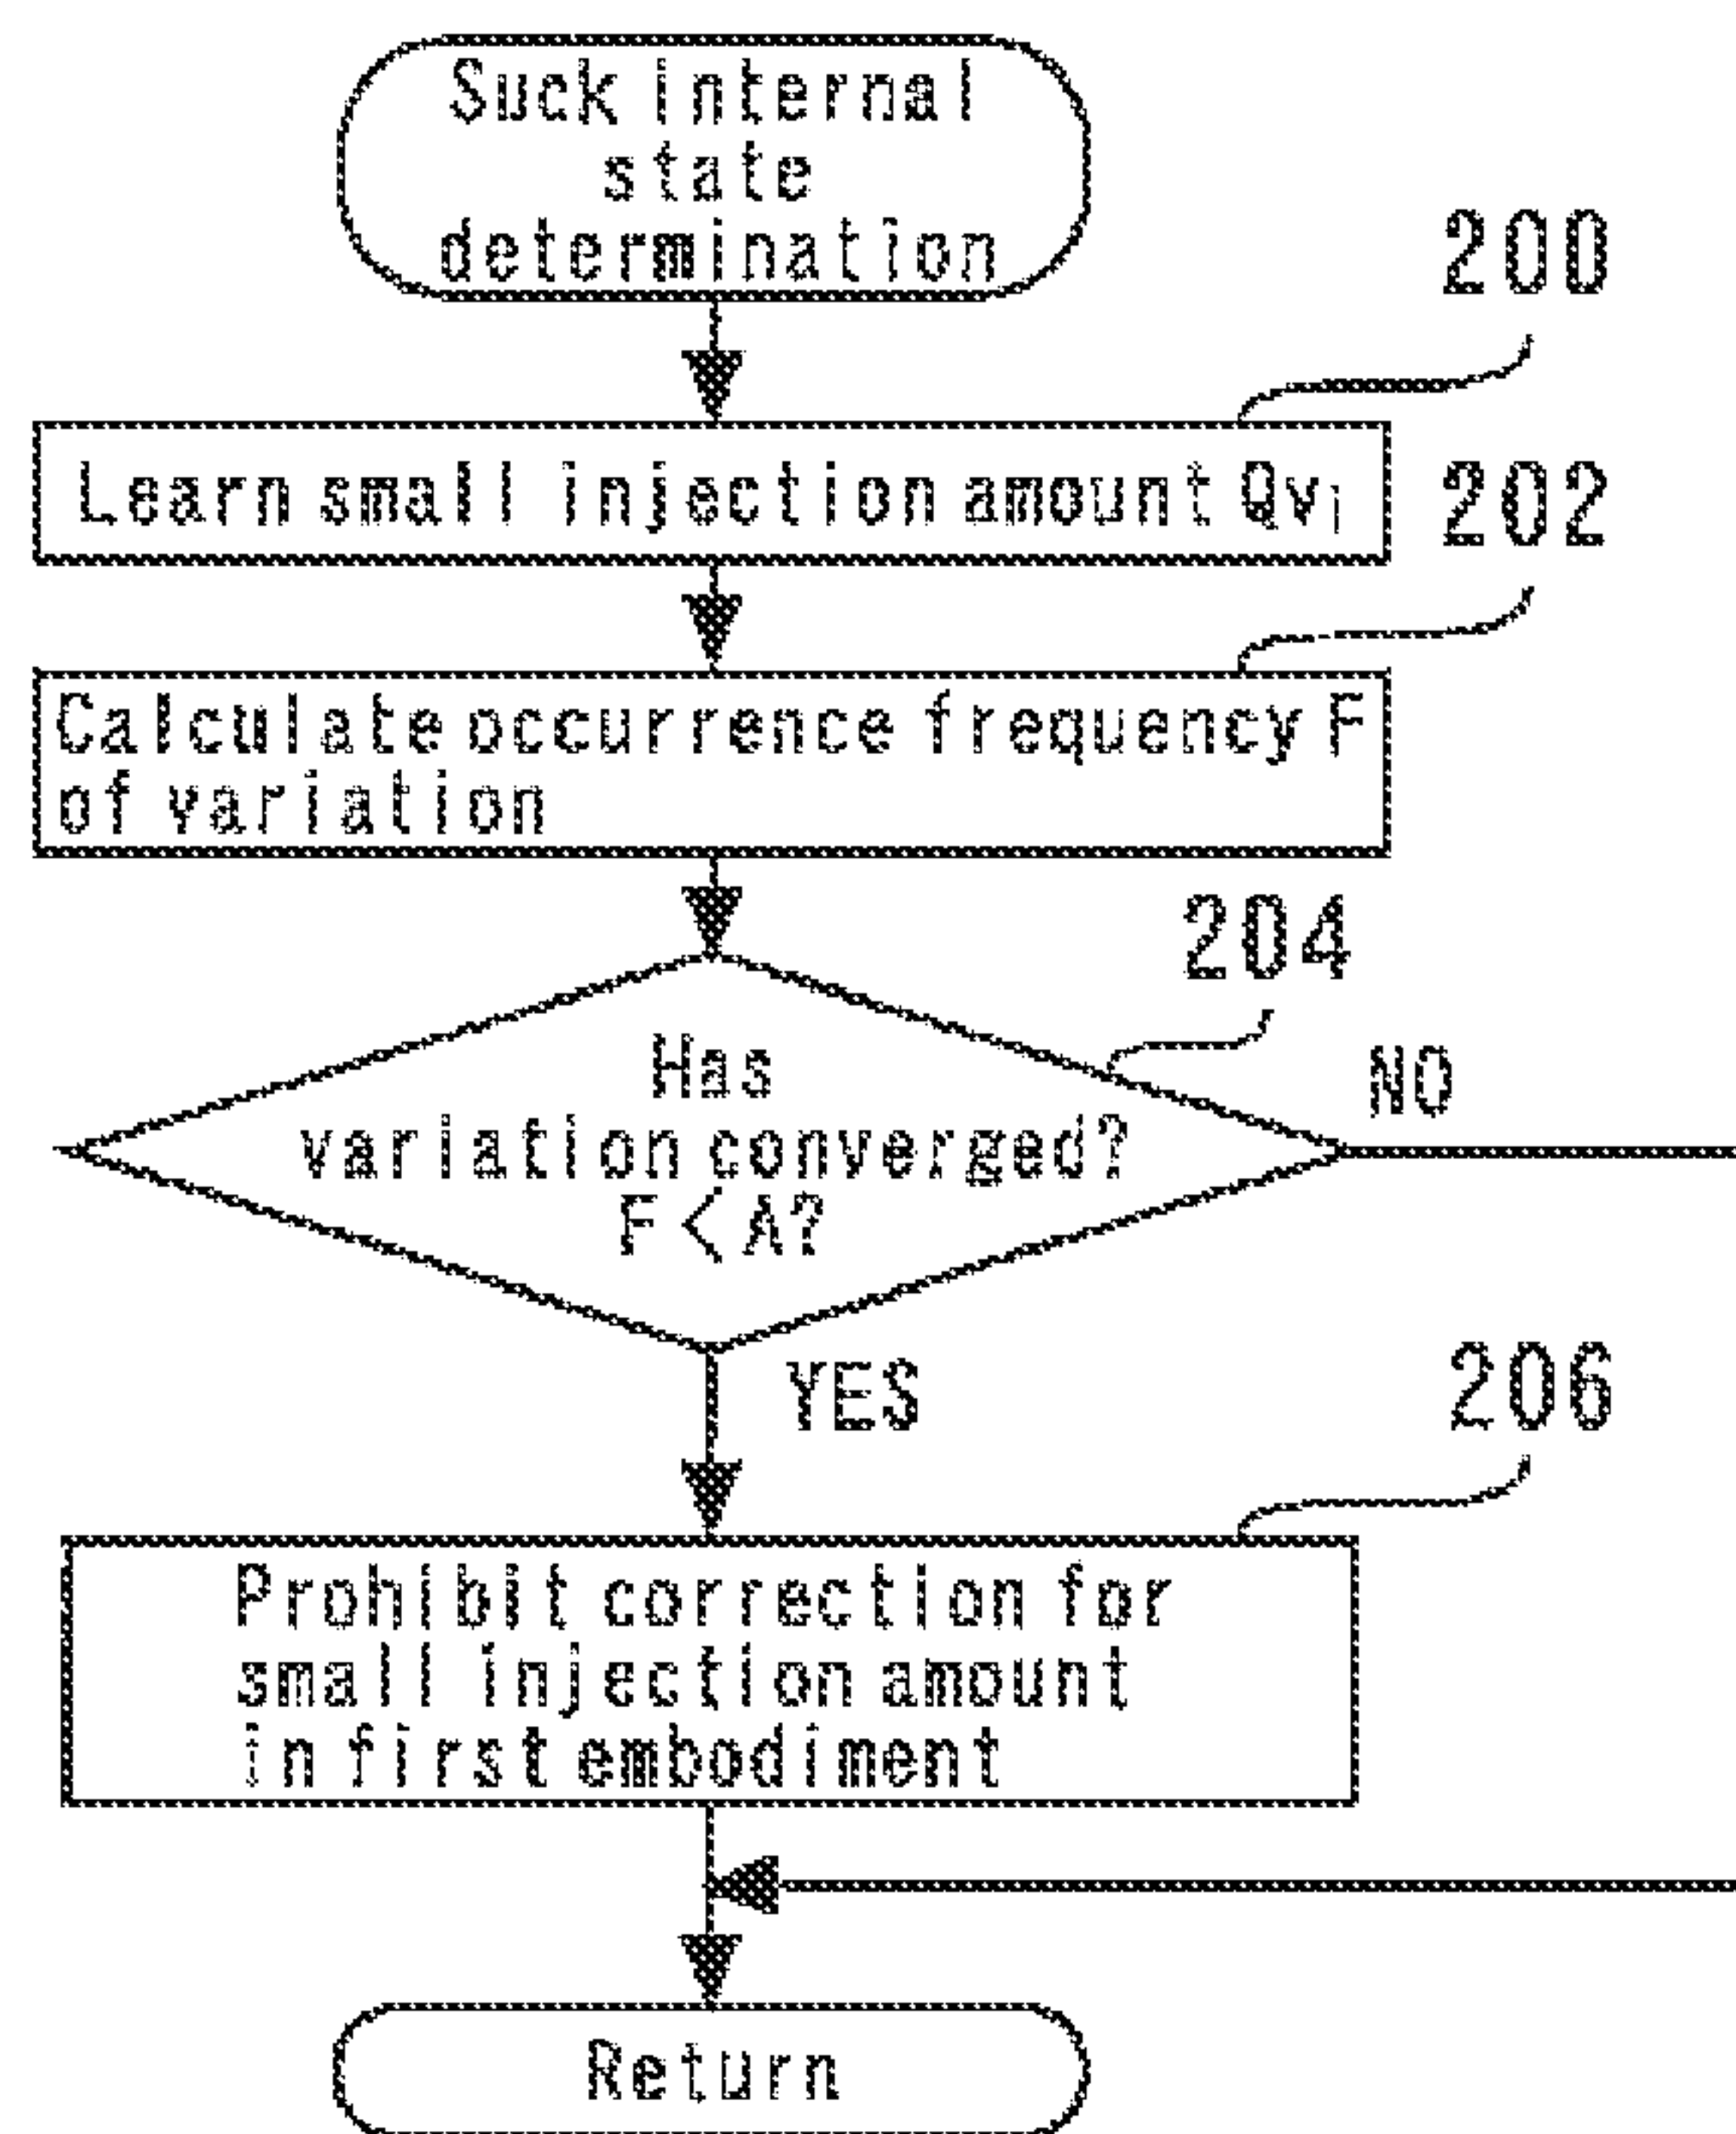 Suck internal
state
determination
200
Learn small injection amount Qvi
202
Calculate occurrence frequency F
of variation
204
Has
variation converged?
F < A?
NO
YES
206
Prohibit correction for
small injection amount
in first embodiment
Return